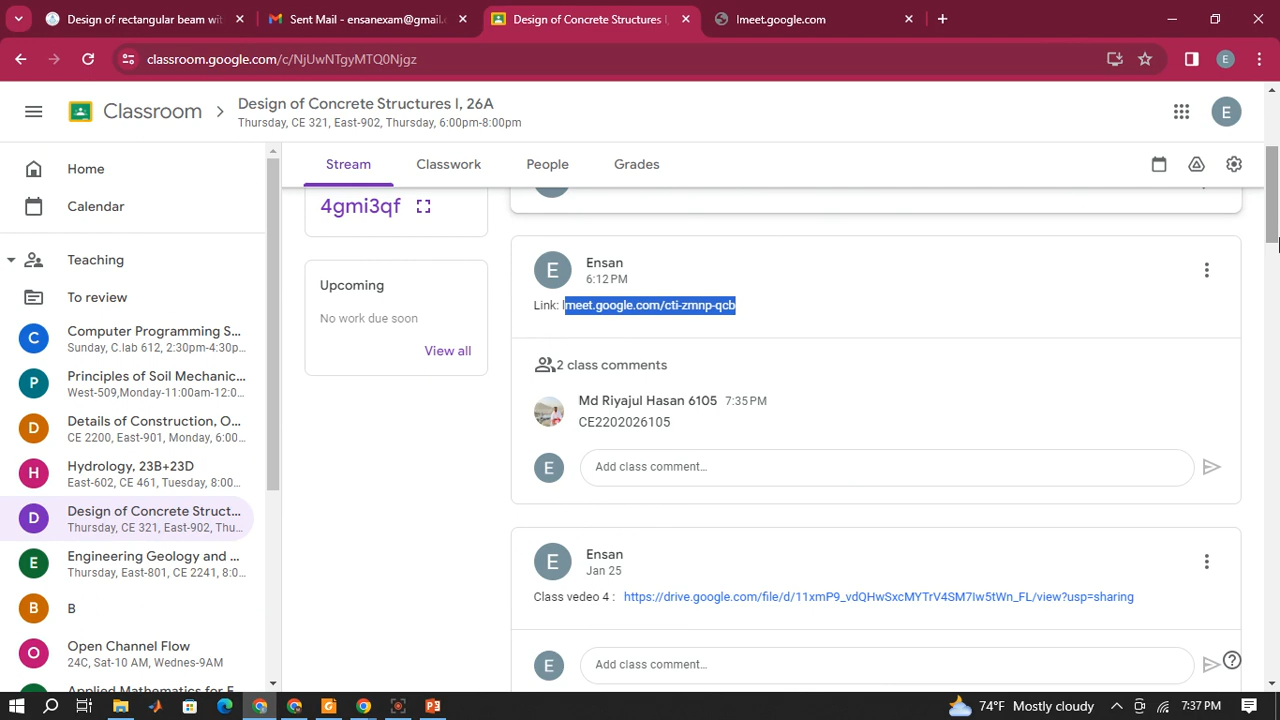 Design of rectangular beam wit
Sent Mail - ensanexam@gmail.
Design of Concrete Structures I,
lmeet.google.com
classroom.google.com/c/NjUwNTgyMTQ0Njgz
E
Classroom
Design of Concrete Structures I, 26A
Thursday, CE 321, East-902, Thursday, 6:00pm-8:00pm
E
Stream
Classwork
People
Grades
Home
Calendar
Teaching
To review
C
Computer Programming S...
Sunday, C.lab 612, 2:30pm-4:30p...
P
Principles of Soil Mechanic...
West-509,Monday-11:00am-12:0...
D
Details of Construction, O...
CE 2200, East-901, Monday, 6:00...
H
Hydrology, 23B+23D
East-602, CE 461, Tuesday, 8:00...
D
Design of Concrete Struct...
Thursday, CE 321, East-902, Thu...
E
Engineering Geology and ...
Thursday, East-801, CE 2241, 8:0...
B
B
O
Open Channel Flow
24C, Sat-10 AM, Wednes-9AM
4gmi3qf
Upcoming
No work due soon
View all
E
Ensan
6:12 PM
Link: lmeet.google.com/cti-zmnp-qcb
2 class comments
Md Riyajul Hasan 6105 7:35 PM
CE2202026105
E
Add class comment...
E
Ensan
Jan 25
Class vedeo 4 : https://drive.google.com/file/d/11xmP9_vdQHwSxcMYTrV4SM7Iw5tWn_FL/view?usp=sharing
E
Add class comment...
74°F Mostly cloudy
7:37 PM